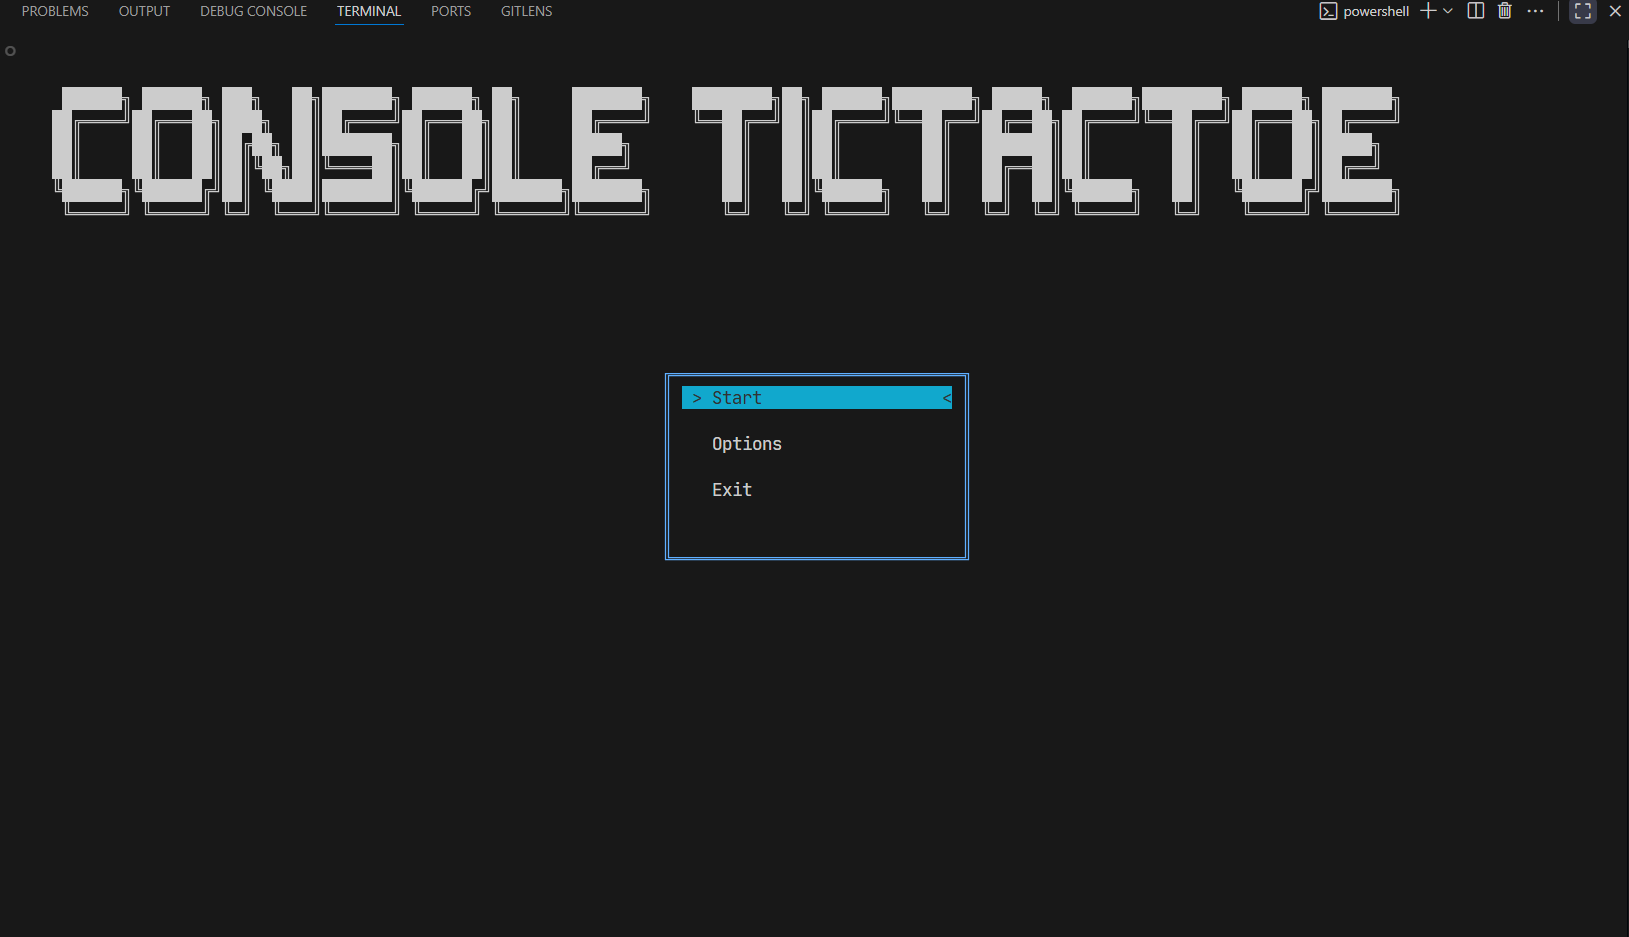 PROBLEMS OUTPUT DEBUG CONSOLE TERMINAL PORTS GITLENS powershell
CONSOLE TICTACTOE
> Start <
Options
Exit